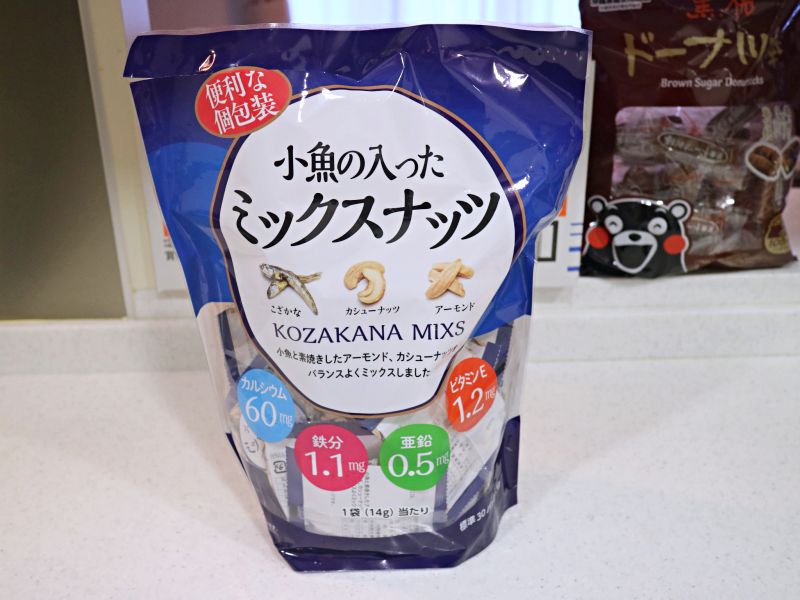 便利な
個包装
小魚の入った
ミックスナッツ
こざかな
カシューナッツ
アーモンド
KOZAKANA MIXS
小魚と素焼きしたアーモンド、カシューナッツ
バランスよくミックスしました
カルシウム
60mg
鉄分
1.1mg
亜鉛
0.5mg
ビタミンE
1.2mg
1袋(14g)当たり
標準30
ドーナツ
Brown Sugar